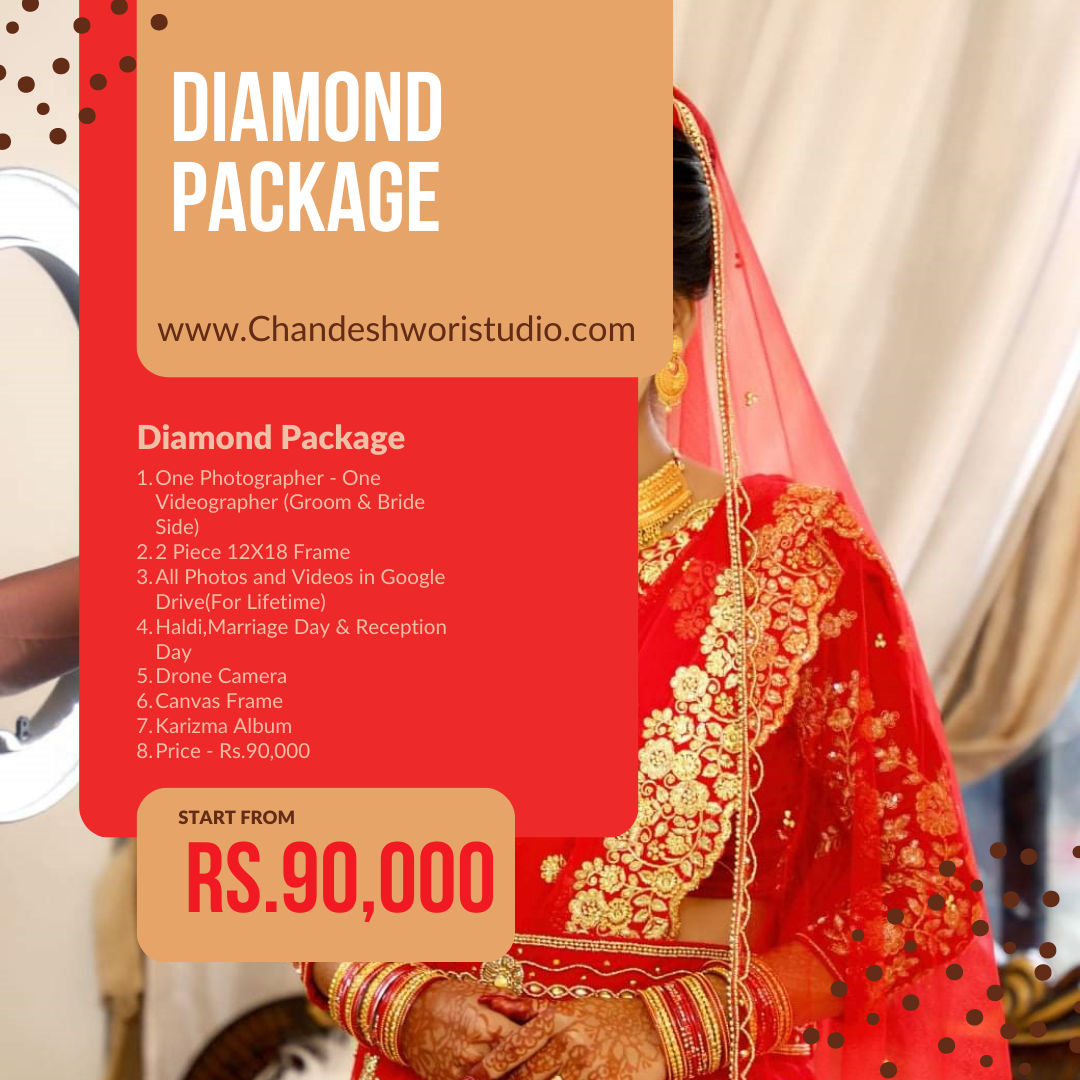 DIAMOND
PACKAGE
www.Chandeshworistudio.com
Diamond Package
1. One Photographer - One
Videographer (Groom & Bride
Side)
2. 2 Piece 12X18 Frame
3. All Photos and Videos in Google
Drive(For Lifetime)
4. Haldi,Marriage Day & Reception
Day
5. Drone Camera
6. Canvas Frame
7. Karizma Album
8. Price - Rs.90,000
START FROM
RS.90,000